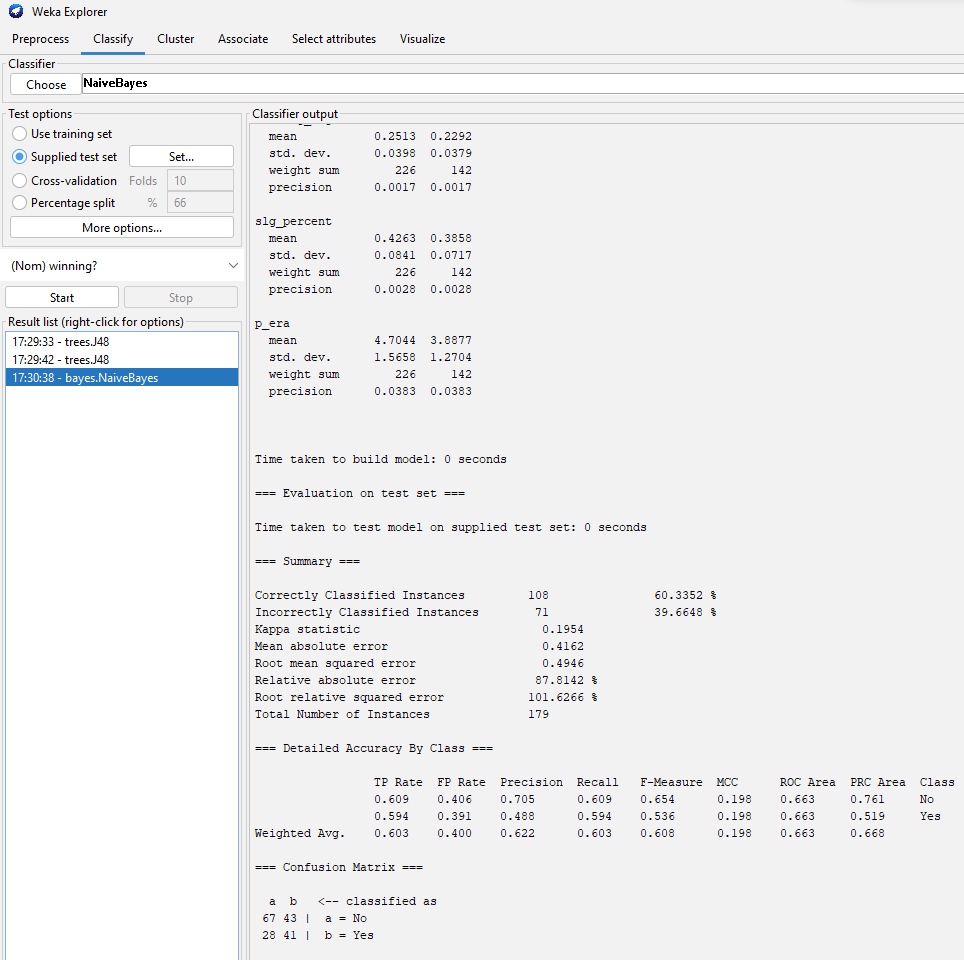 Weka Explorer
Preprocess Classify Cluster Associate Select attributes Visualize
Classifier
Choose NaiveBayes
Test options
Use training set
Supplied test set Set...
Cross-validation Folds 10
Percentage split % 66
More options...
(Nom) winning?
Start Stop
Result list (right-click for options)
17:29:33 - trees.J48
17:29:42 - trees.J48
17:30:38 - bayes.NaiveBayes
Classifier output
mean 0.2513 0.2292
std. dev. 0.0398 0.0379
weight sum 226 142
precision 0.0017 0.0017
slg_percent
mean 0.4263 0.3858
std. dev. 0.0841 0.0717
weight sum 226 142
precision 0.0028 0.0028
p_era
mean 4.7044 3.8877
std. dev. 1.5658 1.2704
weight sum 226 142
precision 0.0383 0.0383
Time taken to build model: 0 seconds
=== Evaluation on test set ===
Time taken to test model on supplied test set: 0 seconds
=== Summary ===
Correctly Classified Instances 108 60.3352 %
Incorrectly Classified Instances 71 39.6648 %
Kappa statistic 0.1954
Mean absolute error 0.4162
Root mean squared error 0.4946
Relative absolute error 87.8142 %
Root relative squared error 101.6266 %
Total Number of Instances 179
=== Detailed Accuracy By Class ===
TP Rate FP Rate Precision Recall F-Measure MCC ROC Area PRC Area Class
0.609 0.406 0.705 0.609 0.654 0.198 0.663 0.761 No
0.594 0.391 0.488 0.594 0.536 0.198 0.663 0.519 Yes
Weighted Avg. 0.603 0.400 0.622 0.603 0.608 0.198 0.663 0.668
=== Confusion Matrix ===
a b <-- classified as
67 43 | a = No
28 41 | b = Yes